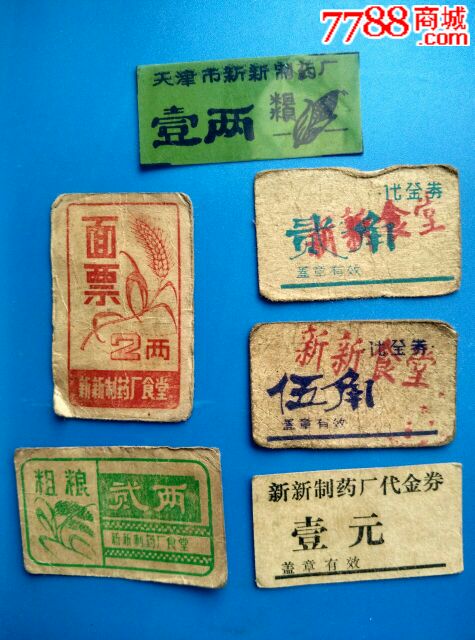 7788商城
.com
天津市新新制药厂
壹两 粮
面票
2两
新新制药厂食堂
代金券
贰角
新新食堂
盖章有效
代金券
伍角
新新食堂
盖章有效
粗粮 贰两
新新制药厂食堂
新新制药厂代金券
壹元
盖章有效